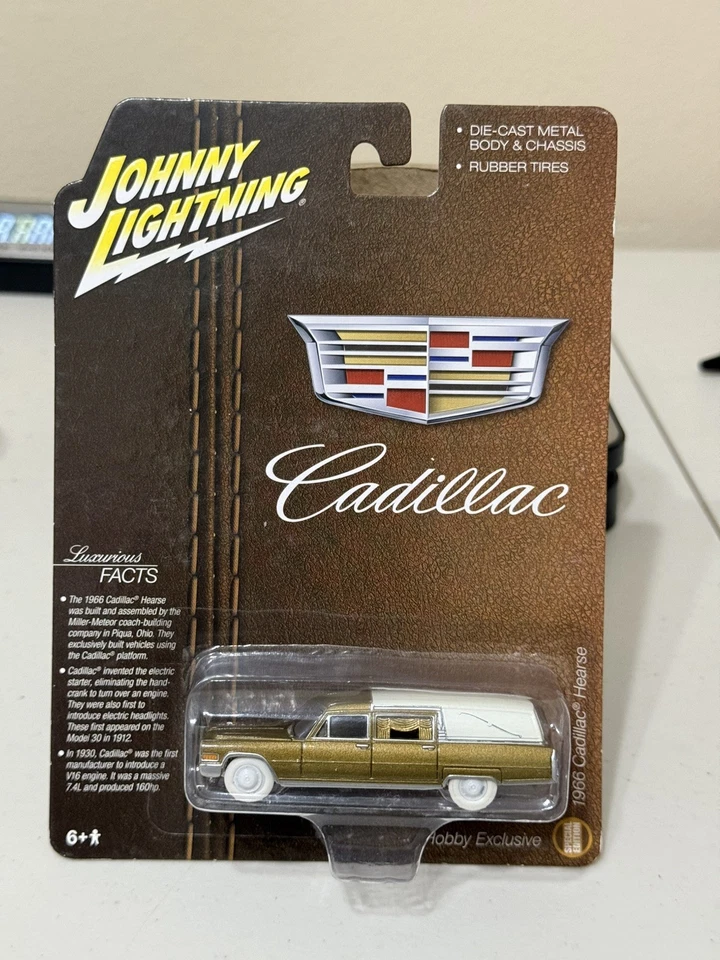 JOHNNY
LIGHTNING®
• DIE-CAST METAL
BODY & CHASSIS
• RUBBER TIRES
Cadillac
Luxurious
FACTS
• The 1966 Cadillac® Hearse
was built and assembled by the
Miller-Meteor coach-building
company in Piqua, Ohio. They
exclusively built vehicles using
the Cadillac® platform.
• Cadillac® invented the electric
starter, eliminating the hand-
crank to turn over an engine.
They were also first to
introduce electric headlights.
These first appeared on the
Model 30 in 1912.
• In 1930, Cadillac® was the first
manufacturer to introduce a
V16 engine. It was a massive
7.4L and produced 160hp.
1966 Cadillac® Hearse
6+
Hobby Exclusive
SPECIAL
EDITION